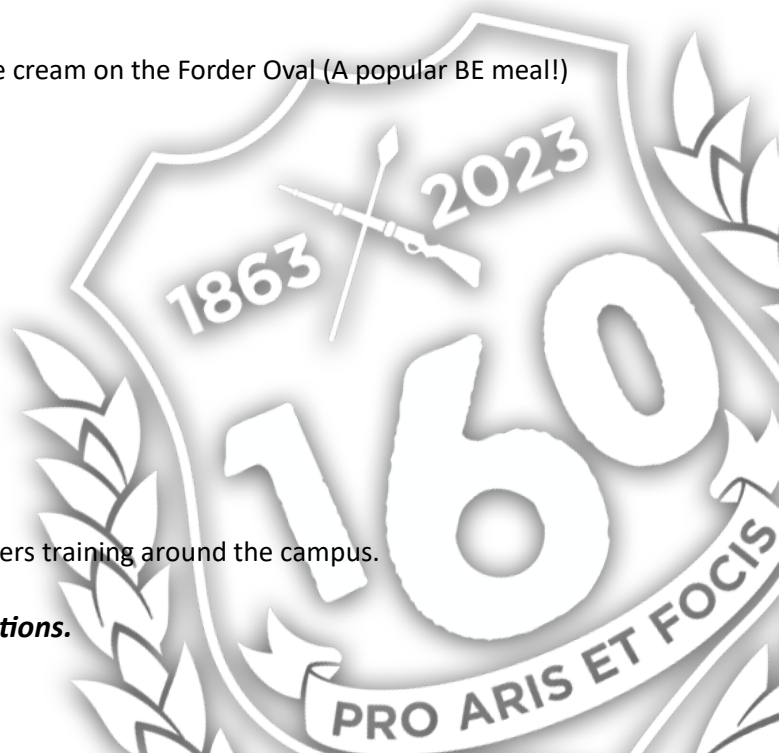 e cream on the Forder Oval (A popular BE meal!)
1863
2023
160
ers training around the campus.
tions.
PRO ARIS ET FOCIS